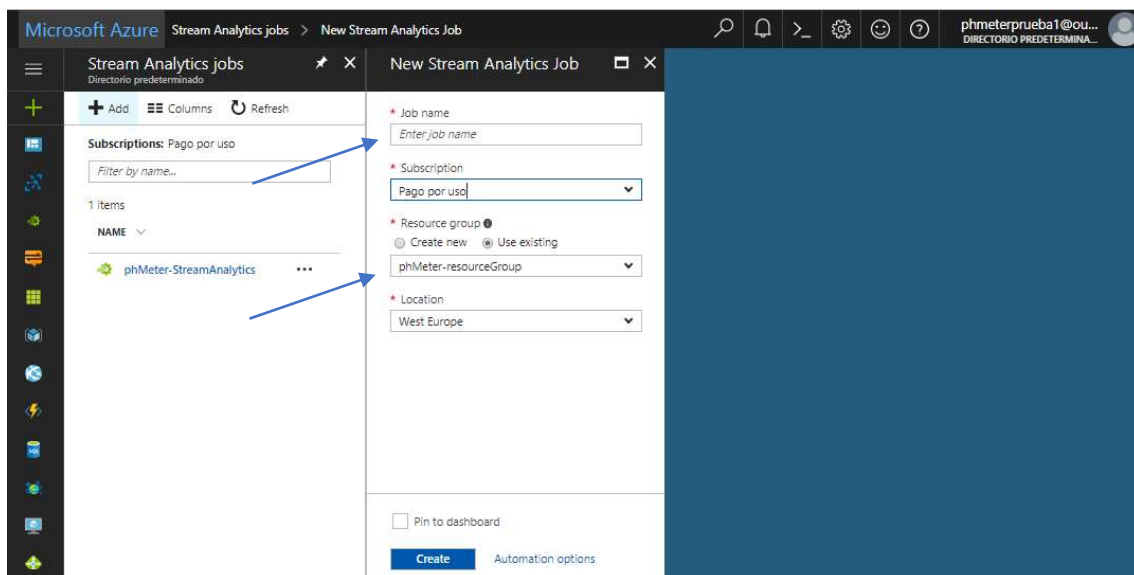 Microsoft Azure Stream Analytics jobs > New Stream Analytics Job
phmeterprueba1@ou...
DIRECTORIO PREDETERMINA...
Stream Analytics jobs
Directorio predeterminado
Add Columns Refresh
Subscriptions: Pago por uso
Filter by name...
1 items
NAME
phMeter-StreamAnalytics ...
New Stream Analytics Job
* Job name
Enter job name
* Subscription
Pago por uso
* Resource group
Create new Use existing
phMeter-resourceGroup
* Location
West Europe
Pin to dashboard
Create Automation options
SQL